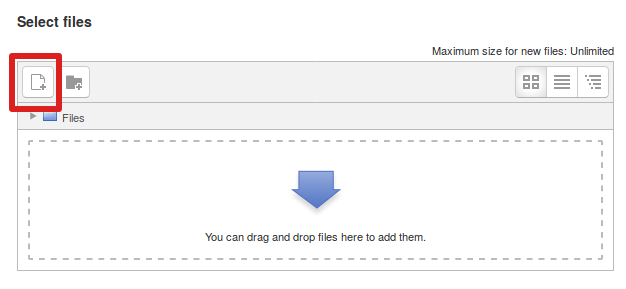 Select files
Maximum size for new files: Unlimited
Files
You can drag and drop files here to add them.